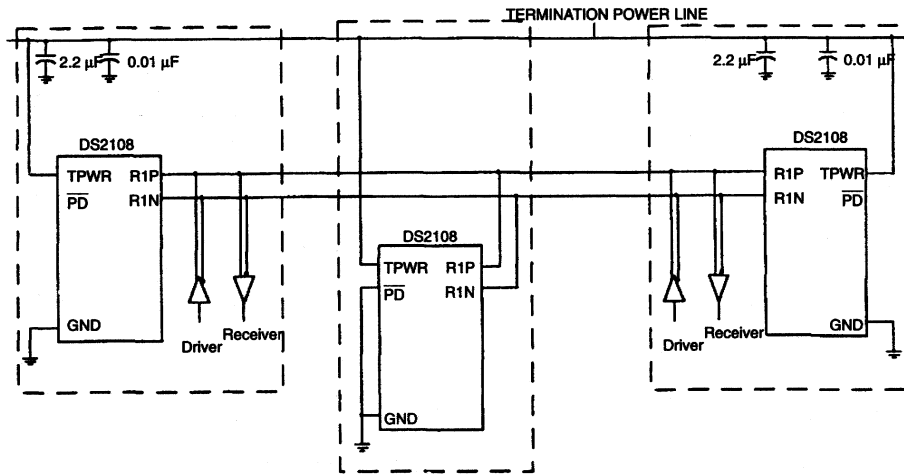 TERMINATION POWER LINE
2.2 μF
0.01 μF
2.2 μF
0.01 μF
DS2108
TPWR
R1P
PD
R1N
GND
Driver
Receiver
DS2108
TPWR
R1P
PD
R1N
GND
DS2108
R1P
TPWR
R1N
PD
GND
Driver
Receiver